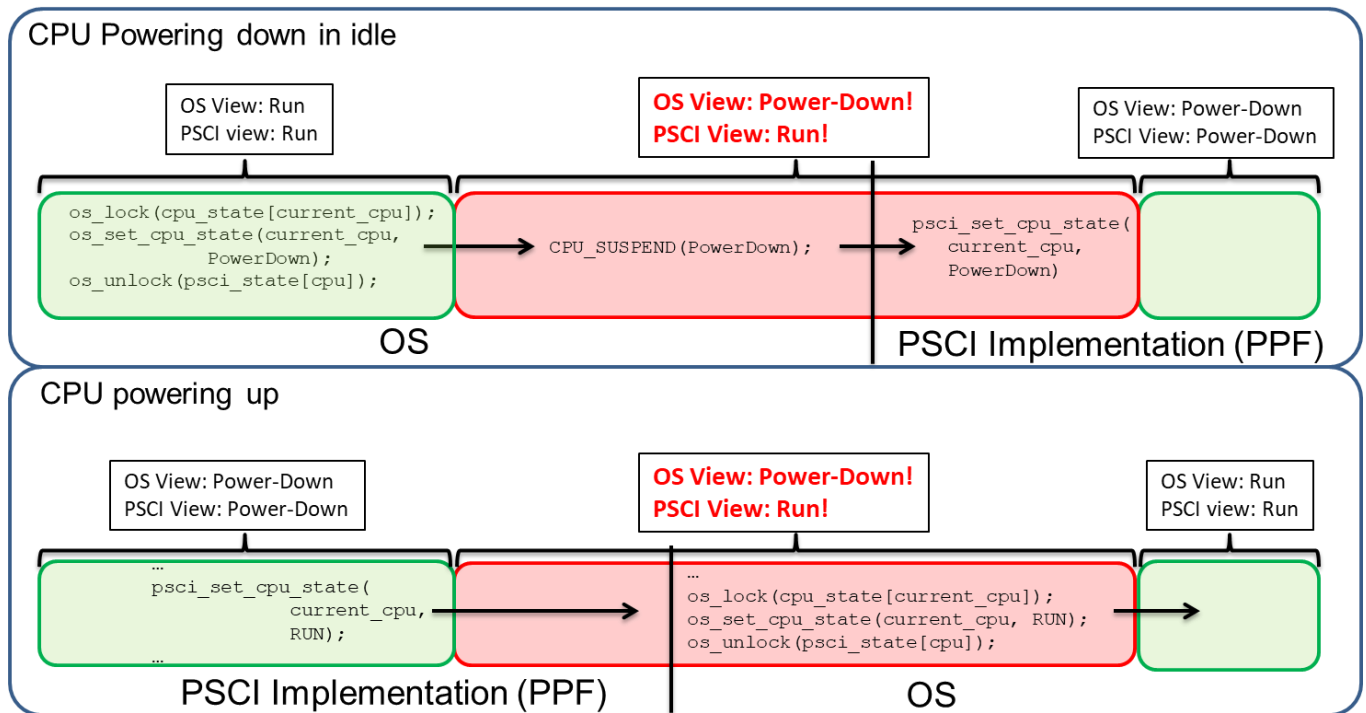 CPU Powering down in idle
OS View: Run
PSCI view: Run
OS View: Power-Down!
PSCI View: Run!
OS View: Power-Down
PSCI View: Power-Down
os_lock(cpu_state[current_cpu]);
os_set_cpu_state(current_cpu,
PowerDown);
os_unlock(psci_state[cpu]);
CPU_SUSPEND(PowerDown);
psci_set_cpu_state(
current_cpu,
PowerDown)
OS
PSCI Implementation (PPF)
CPU powering up
OS View: Power-Down
PSCI View: Power-Down
OS View: Power-Down!
PSCI View: Run!
OS View: Run
PSCI view: Run
…
psci_set_cpu_state(
current_cpu,
RUN);
…
…
os_lock(cpu_state[current_cpu]);
os_set_cpu_state(current_cpu, RUN);
os_unlock(psci_state[cpu]);
PSCI Implementation (PPF)
OS